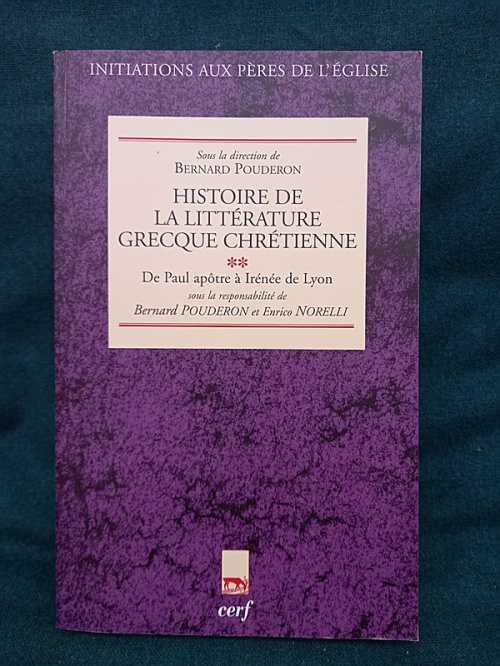 INITIATIONS AUX PÈRES DE L'ÉGLISE
Sous la direction de
BERNARD POUDERON
HISTOIRE DE
LA LITTÉRATURE
GRECQUE CHRÉTIENNE
**
De Paul apôtre à Irénée de Lyon
sous la responsabilité de
Bernard POUDERON et Enrico NORELLI
cerf